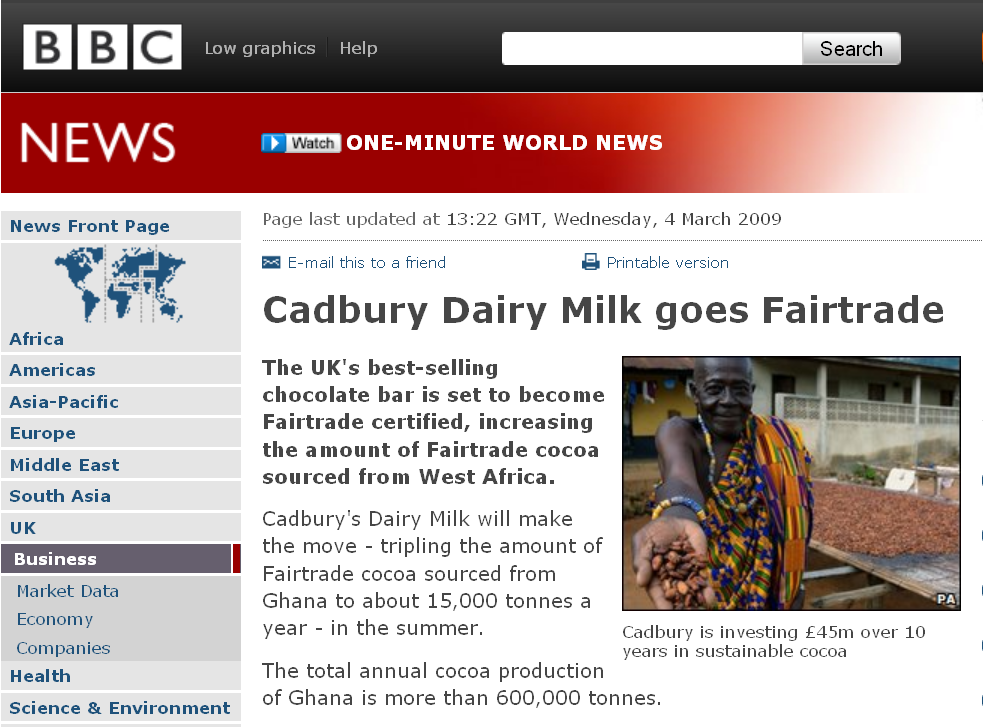 BBC
Low graphics
Help
Search
NEWS
Watch
ONE-MINUTE WORLD NEWS
News Front Page
Africa
Americas
Asia-Pacific
Europe
Middle East
South Asia
UK
Business
Market Data
Economy
Companies
Health
Science & Environment
Page last updated at 13:22 GMT, Wednesday, 4 March 2009
E-mail this to a friend
Printable version
Cadbury Dairy Milk goes Fairtrade
The UK's best-selling
chocolate bar is set to become
Fairtrade certified, increasing
the amount of Fairtrade cocoa
sourced from West Africa.
Cadbury's Dairy Milk will make
the move - tripling the amount of
Fairtrade cocoa sourced from
Ghana to about 15,000 tonnes a
year - in the summer.
The total annual cocoa production
of Ghana is more than 600,000 tonnes.
PA
Cadbury is investing £45m over 10
years in sustainable cocoa